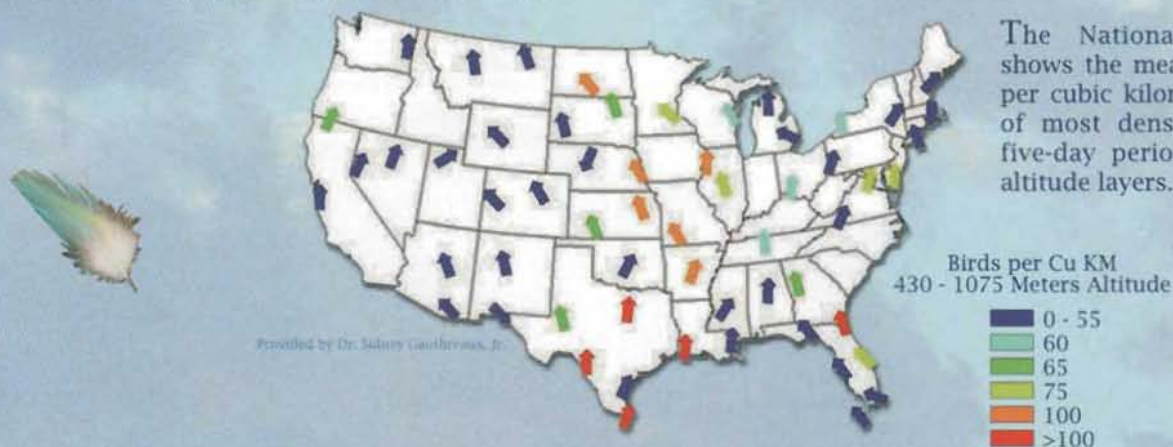 The Nationa
shows the mea
per cubic kilon
of most dens
five-day perio
altitude layers.
Provided by Dr. Sidney Gauthreaux, Jr.
Birds per Cu KM
430 - 1075 Meters Altitude
0 - 55
60
65
75
100
>100